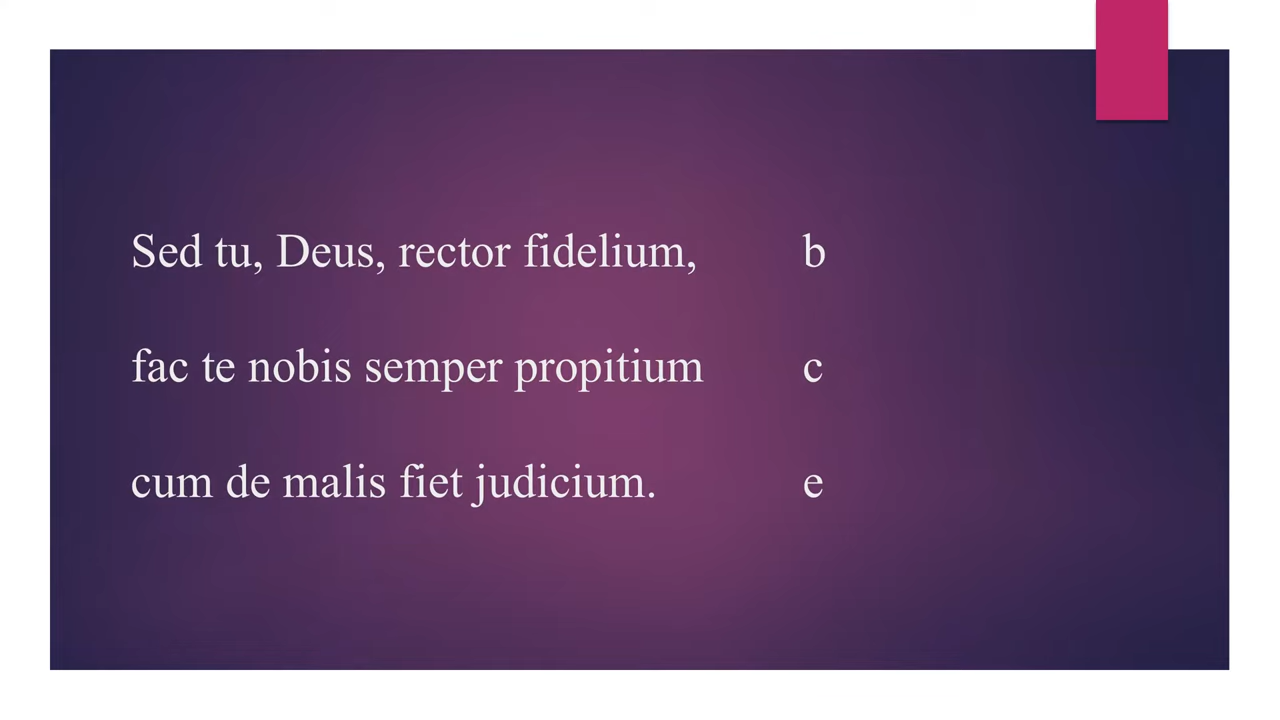 Sed tu, Deus, rector fidelium, b
fac te nobis semper propitium c
cum de malis fiet judicium. e